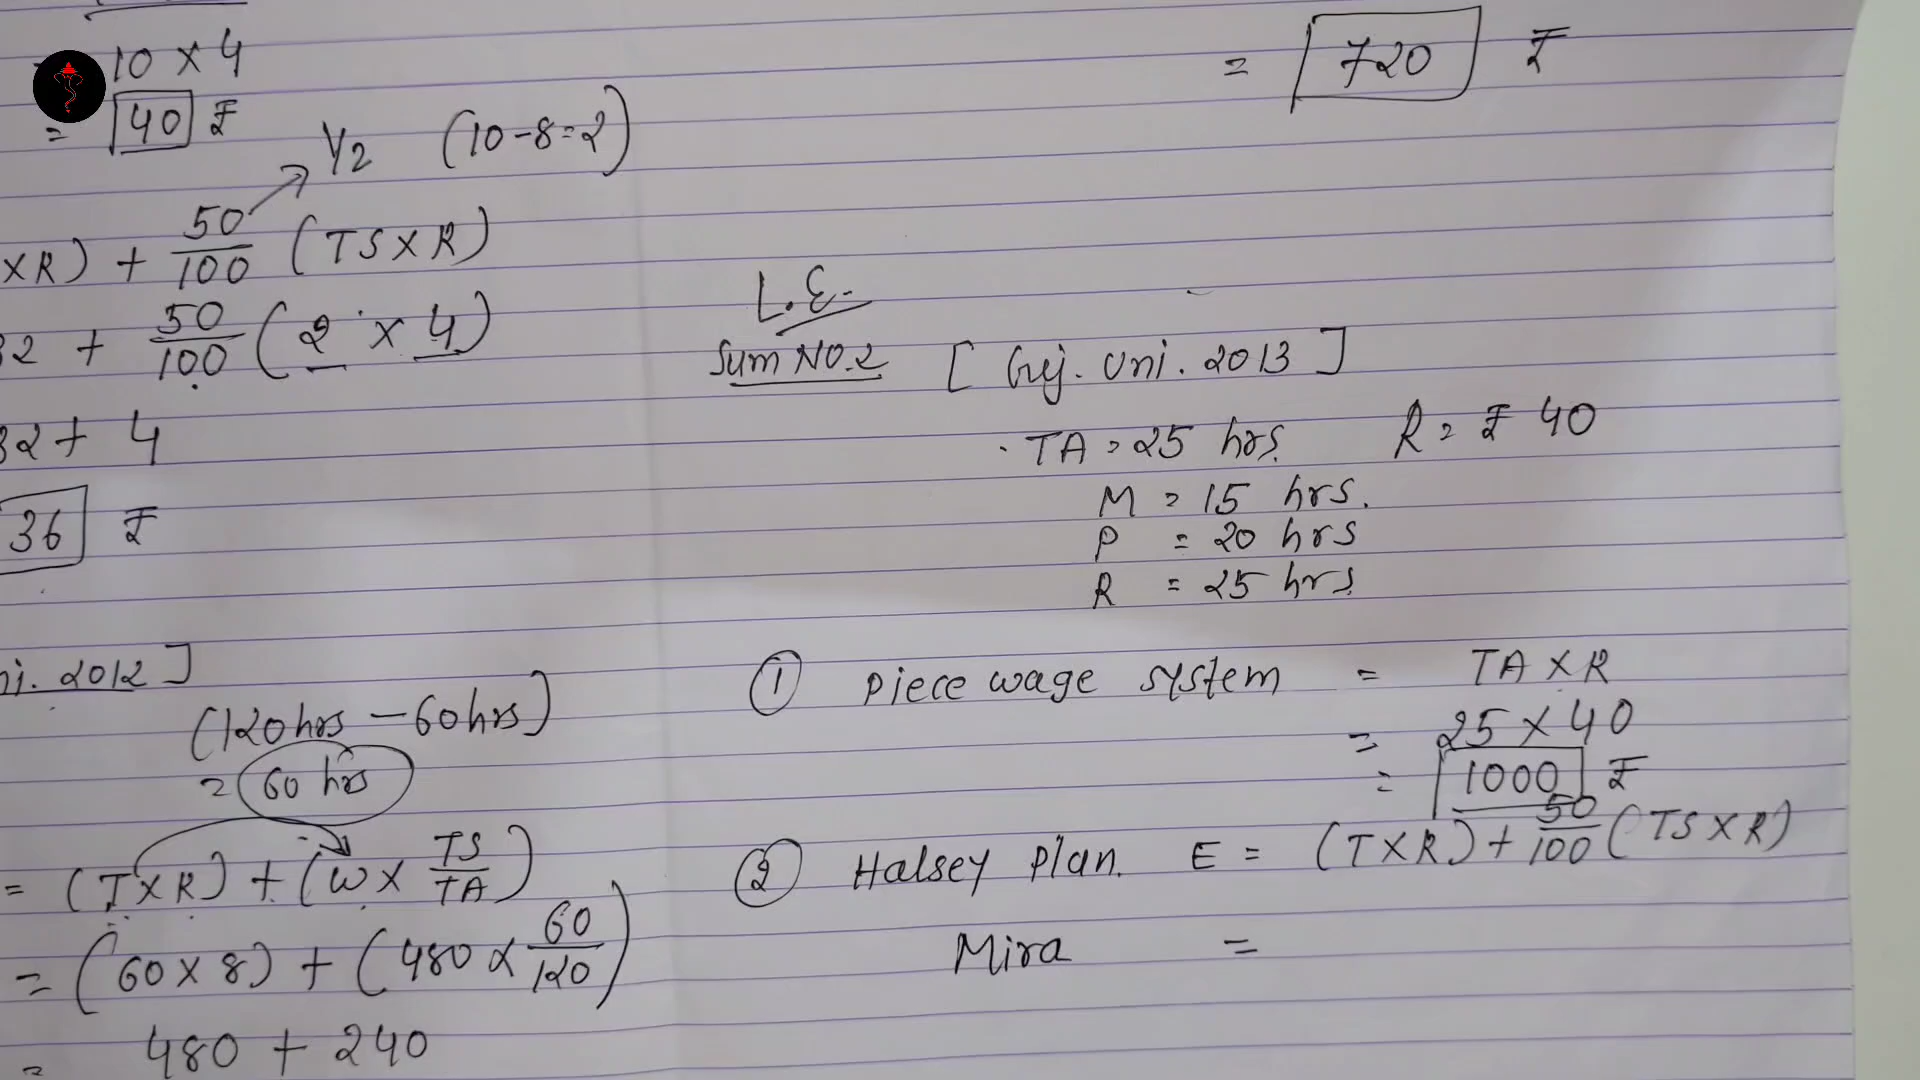 10 × 4
= 40 ₹
1/2 (10-8=2)
×R) + 50/100 (TS×R)
32 + 50/100 (2 × 4)
32 + 4
36 ₹
ni. 2012]
(120 hrs - 60 hrs)
= 60 hrs
= (T×R) + (W × TS/TA)
= (60×8) + (480 × 60/120)
= 480 + 240
= 720 ₹
L.E.
Sum NO.2 [ Guj. Uni. 2013 ]
TA = 25 hrs. R = ₹ 40
M = 15 hrs.
P = 20 hrs
R = 25 hrs
① Piece wage system = TA × R
= 25 × 40
= 1000 ₹
② Halsey Plan. E = (T×R) + 50/100 (TS×R)
Mira =